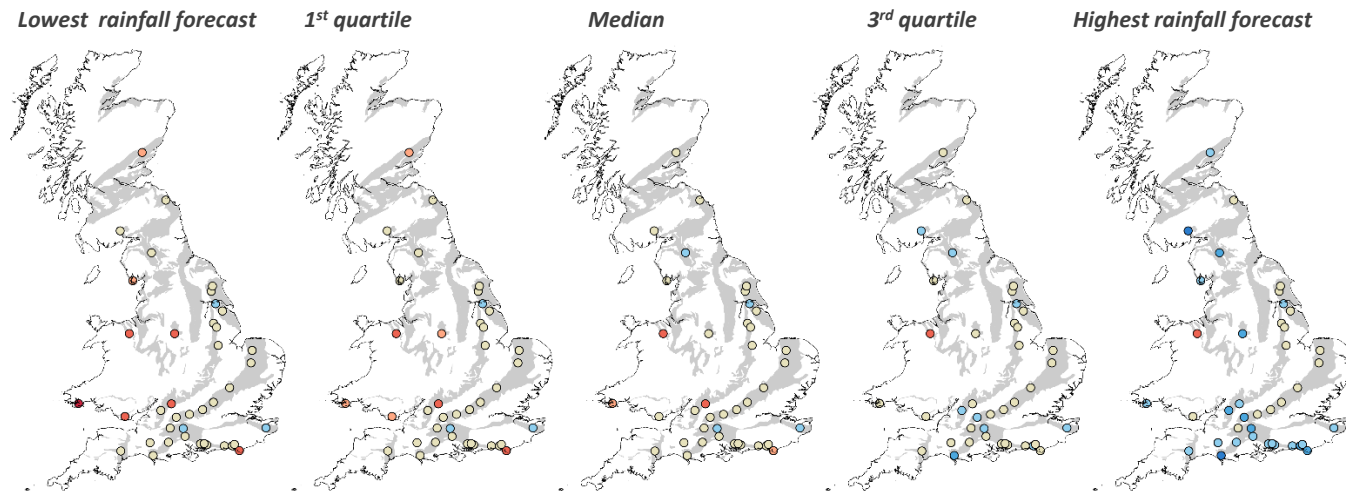 Lowest rainfall forecast
1st quartile
Median
3rd quartile
Highest rainfall forecast